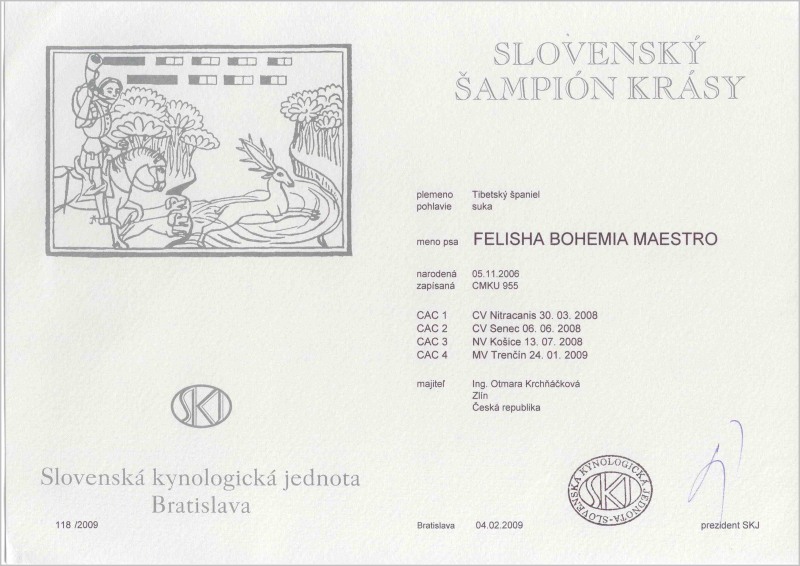 SLOVENSKÝ
ŠAMPIÓN KRÁSY
plemeno Tibetský španiel
pohlavie suka
meno psa FELISHA BOHEMIA MAESTRO
narodená 05.11.2006
zapísaná CMKU 955
CAC 1 CV Nitracanis 30. 03. 2008
CAC 2 CV Senec 06. 06. 2008
CAC 3 NV Košice 13. 07. 2008
CAC 4 MV Trenčín 24. 01. 2009
majiteľ Ing. Otmara Krchňáčková
Zlín
Česká republika
SKJ
Slovenská kynologická jednota
Bratislava
118 /2009
SLOVENSKÁ KYNOLOGICKÁ JEDNOTA
SKJ
Bratislava 04.02.2009
prezident SKJ